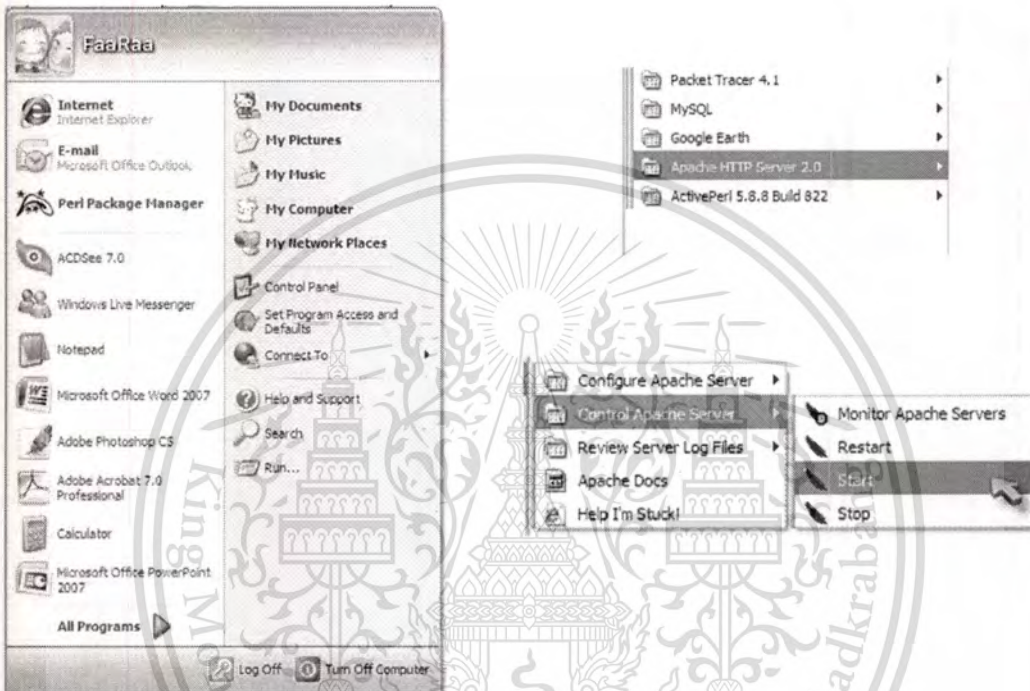 FaaRaa
Internet
Internet Explorer
E-mail
Microsoft Office Outlook
Perl Package Manager
ACDSee 7.0
Windows Live Messenger
Notepad
Microsoft Office Word 2007
Adobe Photoshop CS
Adobe Acrobat 7.0
Professional
Calculator
Microsoft Office PowerPoint
2007
All Programs
My Documents
My Pictures
My Music
My Computer
My Network Places
Control Panel
Set Program Access and
Defaults
Connect To
Help and Support
Search
Run...
Log Off
Turn Off Computer
Packet Tracer 4.1
MySQL
Google Earth
Apache HTTP Server 2.0
ActivePerl 5.8.8 Build 822
Configure Apache Server
Control Apache Server
Review Server Log Files
Apache Docs
Help I'm Stuck!
Monitor Apache Servers
Restart
Start
Stop
King Mo
adkraban